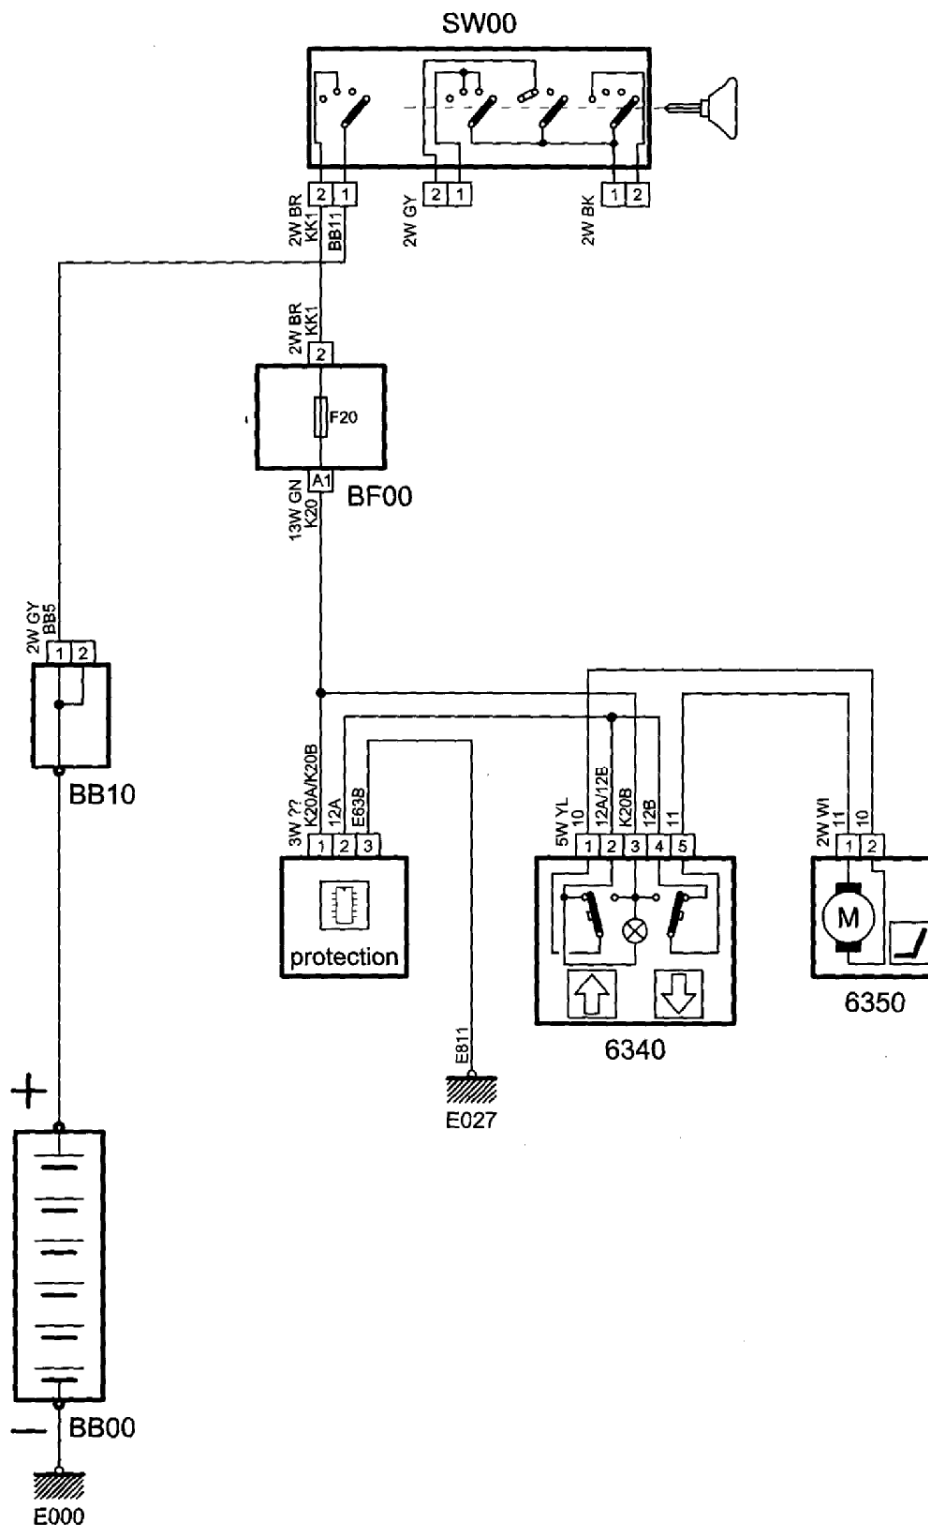 SW00
2 1
2 1
1 2
2W BR
KK1
BB11
2W GY
2W BK
2W BR
KK1
2
F20
A1
BF00
13W GN
K20
2W GY
BB5
1 2
BB10
3W ??
K20A/K20B
12A
E63B
1 2 3
protection
5W YL
10
12A/12B
K20B
12B
11
1 2 3 4 5
6340
2W WI
11
10
1 2
M
6350
E811
E027
+
BB00
–
E000